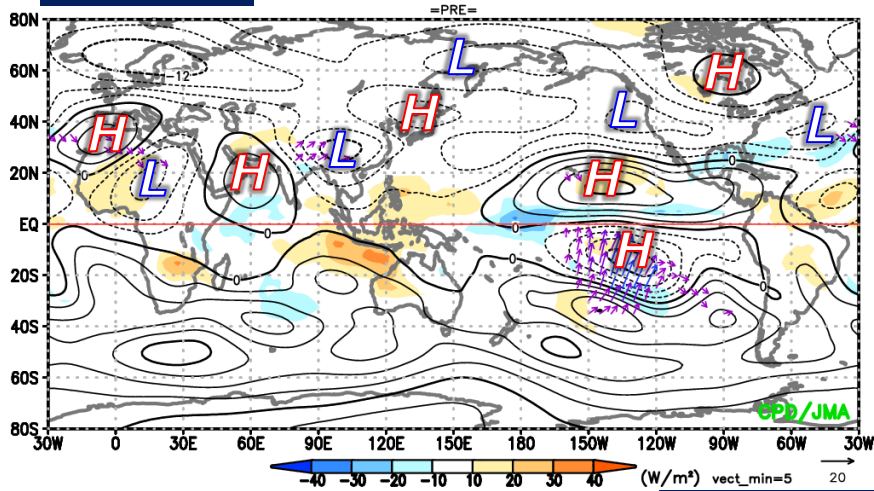 =PRE=
80N
60N
40N
20N
EQ
20S
40S
60S
80S
-12
0
0
0
0
0
0
0
H
L
H
L
H
L
H
L
H
L
H
H
CPD/JMA
30W 0 30E 60E 90E 120E 150E 180 150W 120W 90W 60W 30W
-40 -30 -20 -10 10 20 30 40 (W/m²) vect_min=5 20